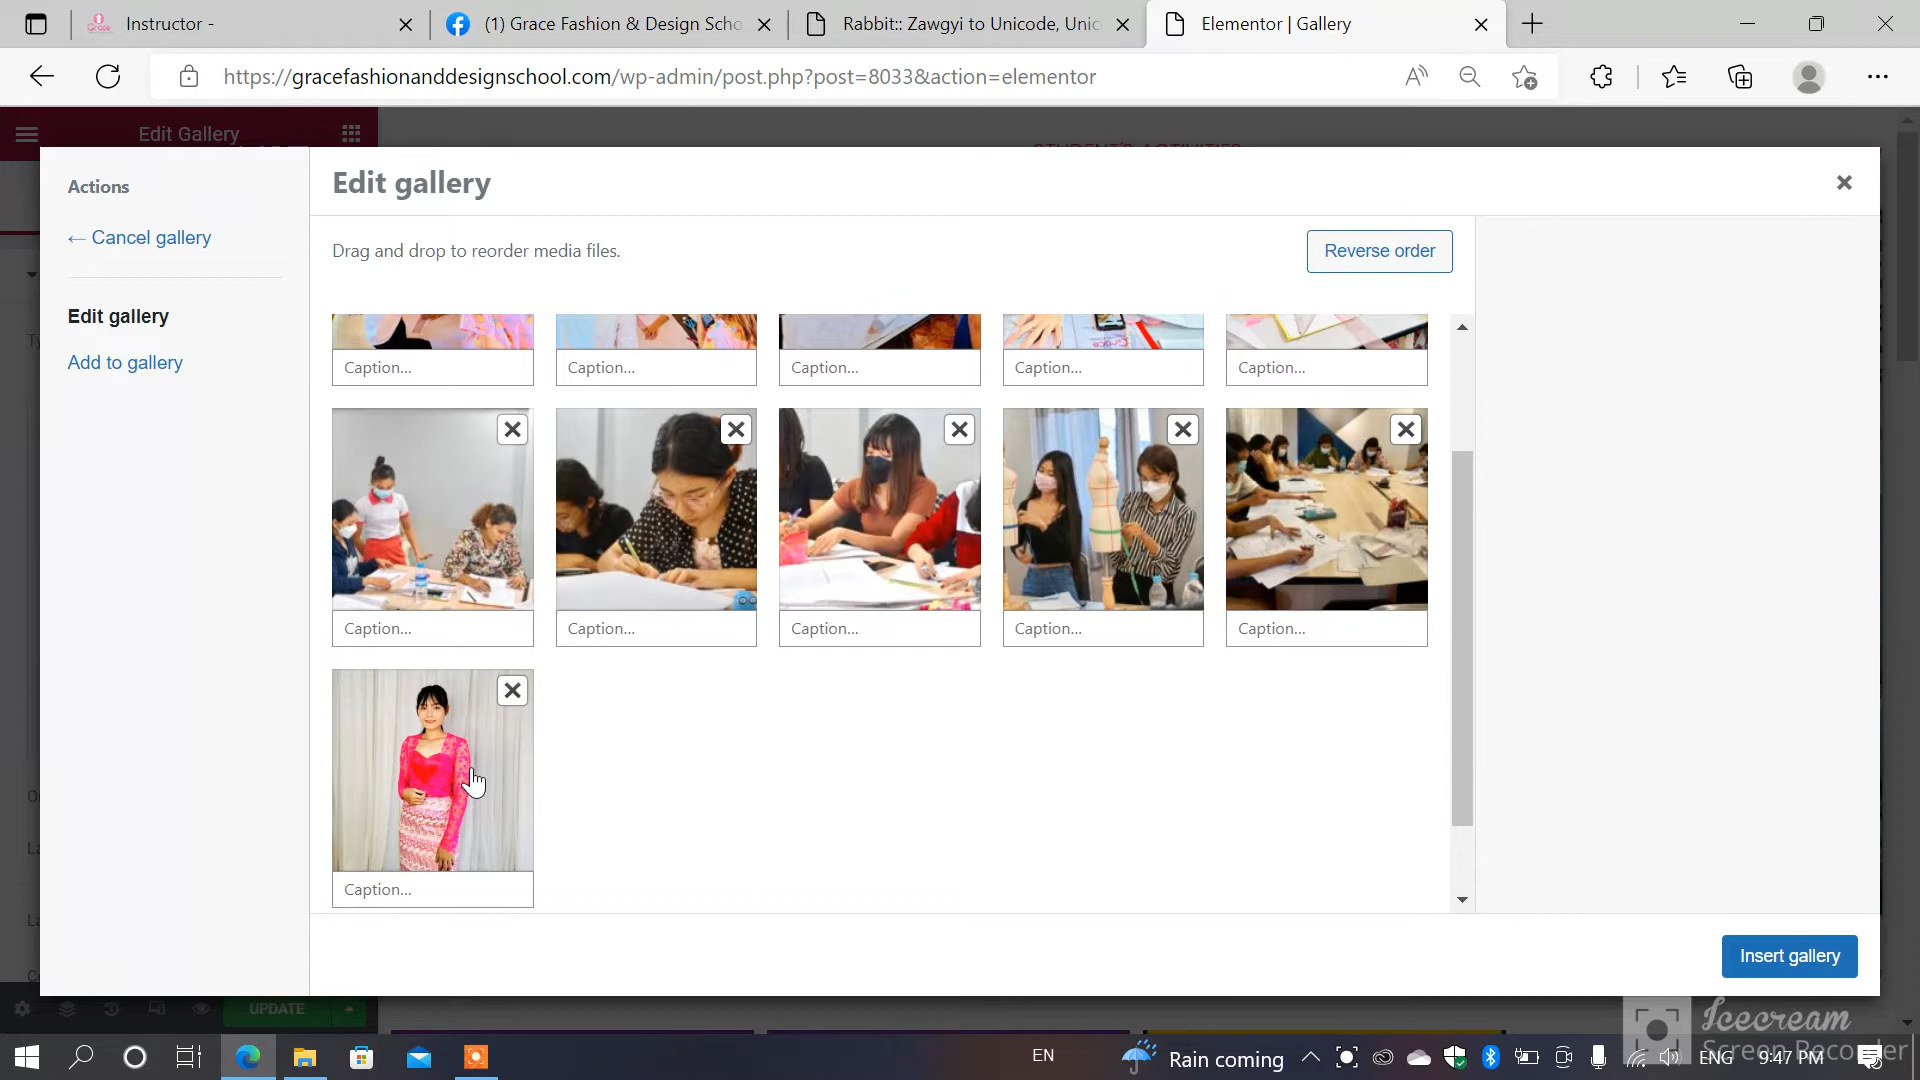 Instructor -
(1) Grace Fashion & Design Scho
Rabbit:: Zawgyi to Unicode, Unic
Elementor | Gallery
https://gracefashionanddesignschool.com/wp-admin/post.php?post=8033&action=elementor
Edit Gallery
STUDENT'S ACTIVITIES
Actions
← Cancel gallery
Edit gallery
Add to gallery
Edit gallery
Drag and drop to reorder media files.
Reverse order
Caption...
Caption...
Caption...
Caption...
Caption...
Caption...
Caption...
Caption...
Caption...
Caption...
Caption...
Insert gallery
UPDATE
Icecream
Screen Recorder
EN
Rain coming
ENG
9:47 PM